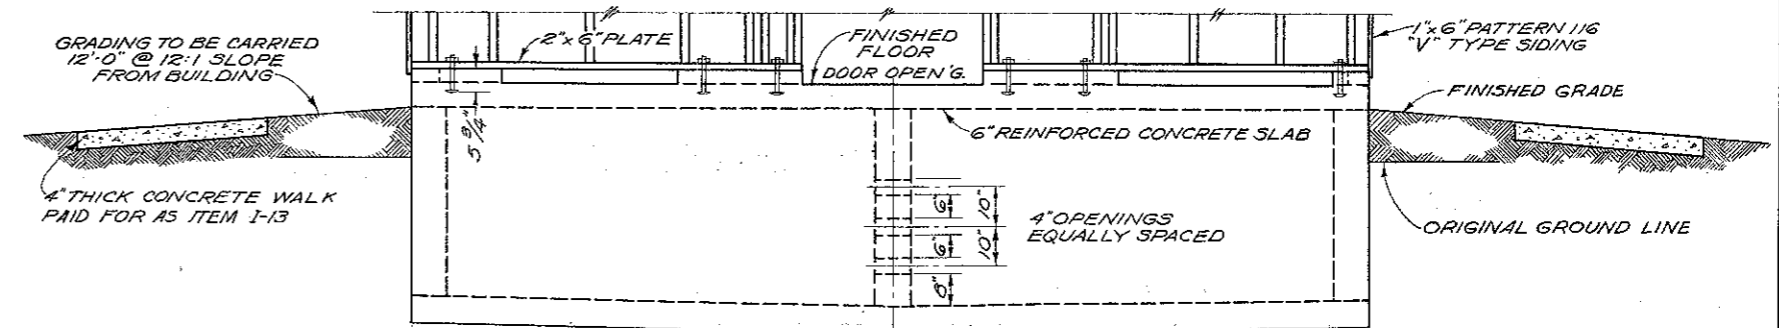 GRADING TO BE CARRIED
12'-0" @ 12:1 SLOPE
FROM BUILDING
2"x 6" PLATE
FINISHED
FLOOR
DOOR OPEN'G.
1"x 6" PATTERN 116
"V" TYPE SIDING
FINISHED GRADE
5 3/4"
6" REINFORCED CONCRETE SLAB
4" THICK CONCRETE WALK
PAID FOR AS ITEM I-13
6"
10"
4" OPENINGS
EQUALLY SPACED
6"
10"
8"
ORIGINAL GROUND LINE